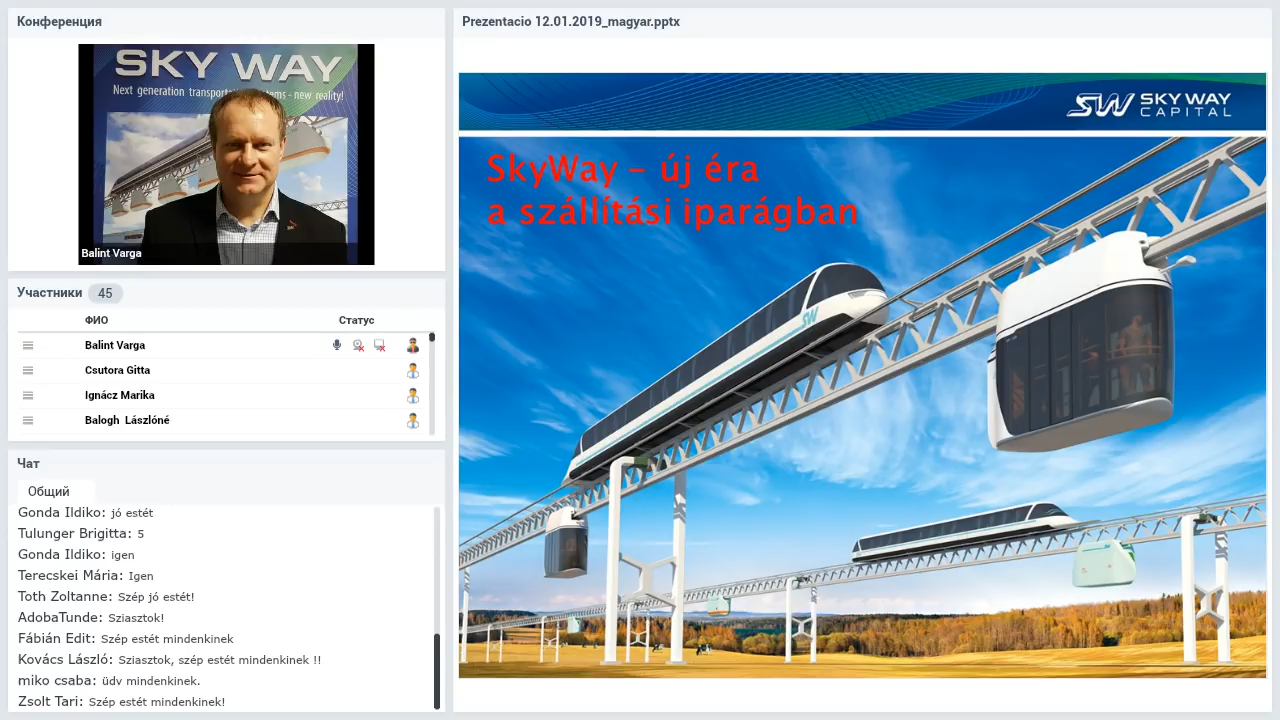 Конференция
SKY WAY
Next generation transportat ems - new reality!
Balint Varga
Участники 45
ФИО Статус
Balint Varga
Csutora Gitta
Ignácz Marika
Balogh Lászlóné
Чат
Общий
Gonda Ildiko: jó estét
Tulunger Brigitta: 5
Gonda Ildiko: igen
Terecskei Mária: Igen
Toth Zoltanne: Szép jó estét!
AdobaTunde: Sziasztok!
Fábián Edit: Szép estét mindenkinek
Kovács László: Sziasztok, szép estét mindenkinek !!
miko csaba: üdv mindenkinek.
Zsolt Tari: Szép estét mindenkinek!
Prezentacio 12.01.2019_magyar.pptx
SW SKY WAY
CAPITAL
SkyWay – új éra
a szállítási iparágban
SW